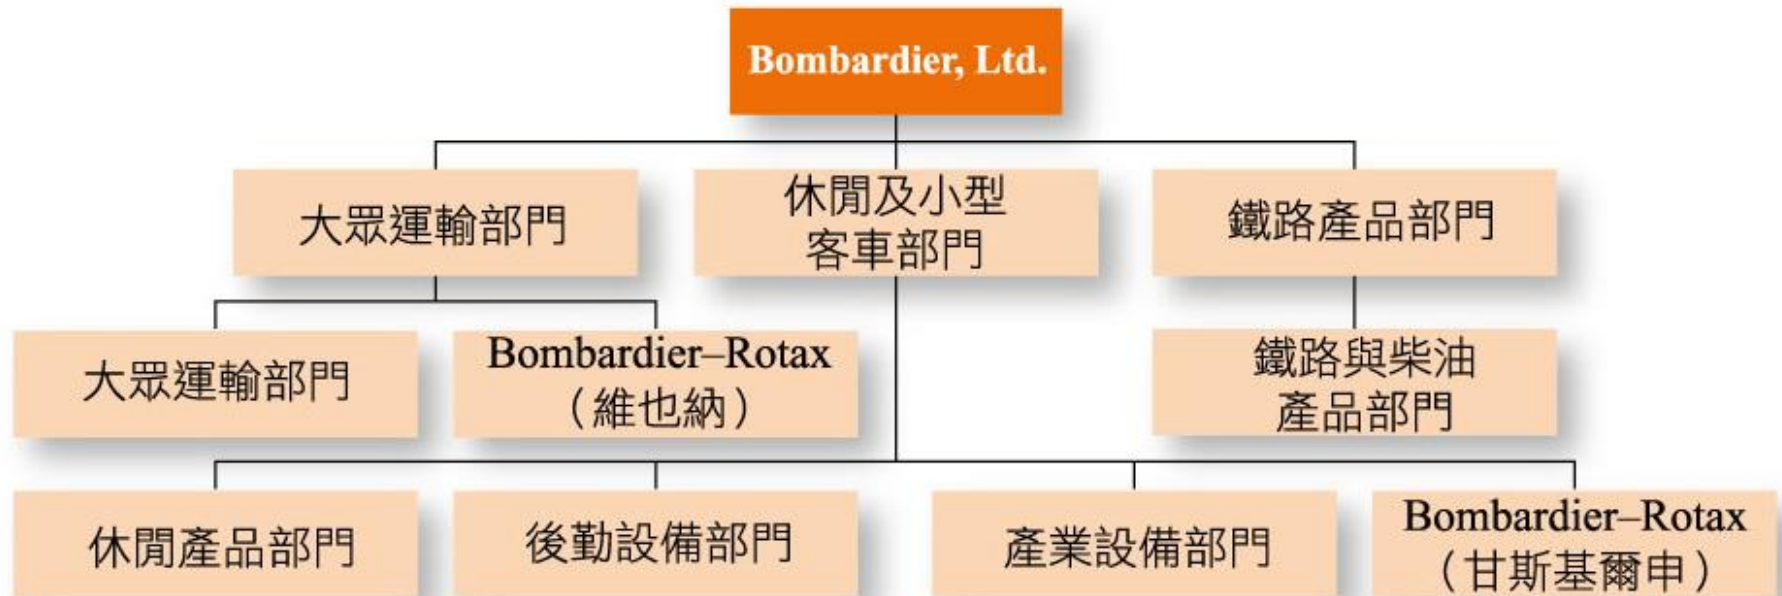 Bombardier, Ltd.
大眾運輸部門
休閒及小型
客車部門
鐵路產品部門
大眾運輸部門
Bombardier–Rotax
（維也納）
鐵路與柴油
產品部門
休閒產品部門
後勤設備部門
產業設備部門
Bombardier–Rotax
（甘斯基爾申）